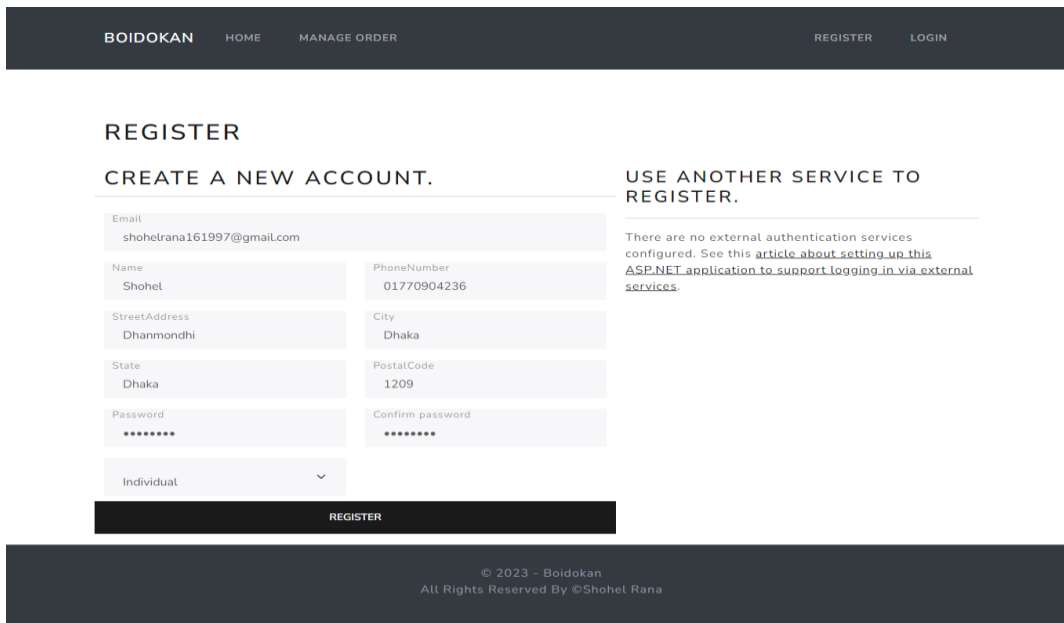 BOIDOKAN HOME MANAGE ORDER REGISTER LOGIN
REGISTER
CREATE A NEW ACCOUNT.
Email
shohelrana161997@gmail.com
Name PhoneNumber
Shohel 01770904236
StreetAddress City
Dhanmondhi Dhaka
State PostalCode
Dhaka 1209
Password Confirm password
•••••••• ••••••••
Individual
REGISTER
USE ANOTHER SERVICE TO
REGISTER.
There are no external authentication services
configured. See this article about setting up this
ASP.NET application to support logging in via external
services.
© 2023 - Boidokan
All Rights Reserved By ©Shohel Rana